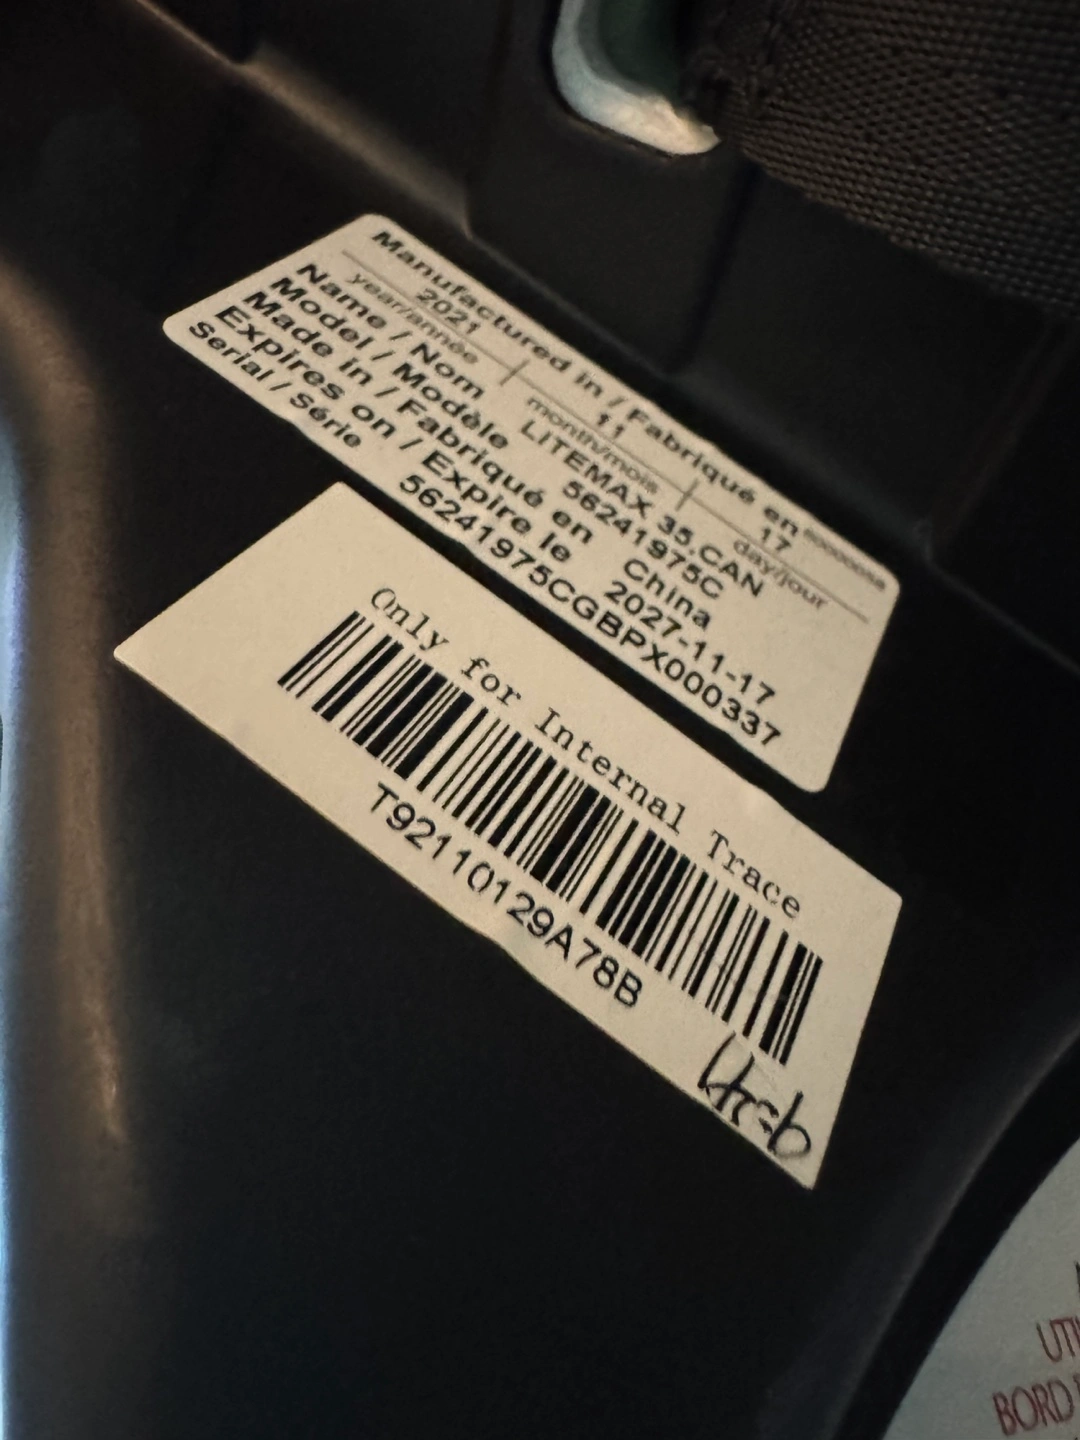 Manufactured in / Fabriqué en
2021 | 11 | 17
year/année | month/mois | day/jour
Name / Nom LITEMAX 35.CAN
Model / Modèle 56241975C
Made in / Fabriqué en China
Expires on / Expire le 2027-11-17
Serial / Série 56241975CGBPX000337
Only for Internal Trace
T92110129A78B
UTI
BORD